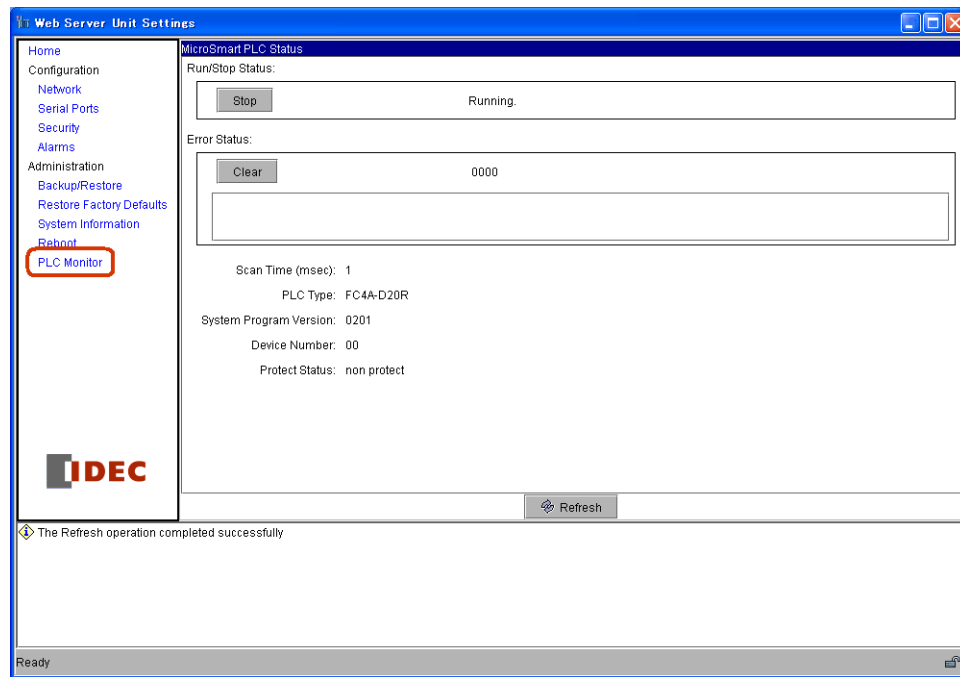 Web Server Unit Settings
Home
Configuration
Network
Serial Ports
Security
Alarms
Administration
Backup/Restore
Restore Factory Defaults
System Information
Reboot
PLC Monitor
IDEC
MicroSmart PLC Status
Run/Stop Status:
Stop Running.
Error Status:
Clear 0000
Scan Time (msec): 1
PLC Type: FC4A-D20R
System Program Version: 0201
Device Number: 00
Protect Status: non protect
Refresh
The Refresh operation completed successfully
Ready